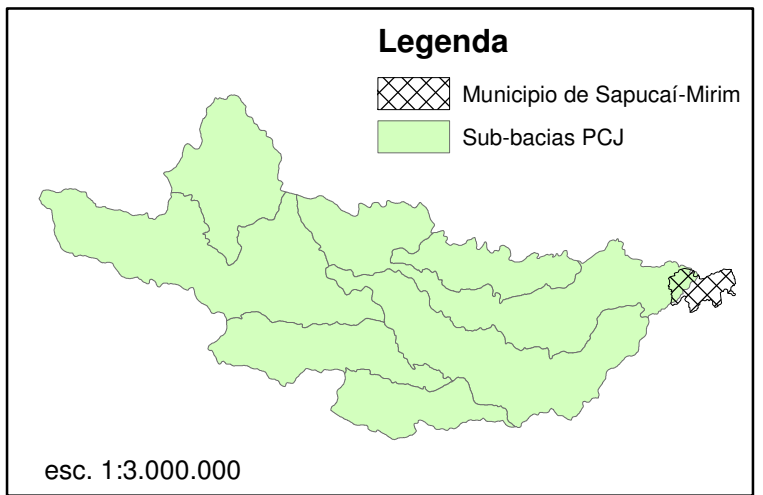 Legenda
Municipio de Sapucaí-Mirim
Sub-bacias PCJ
esc. 1:3.000.000